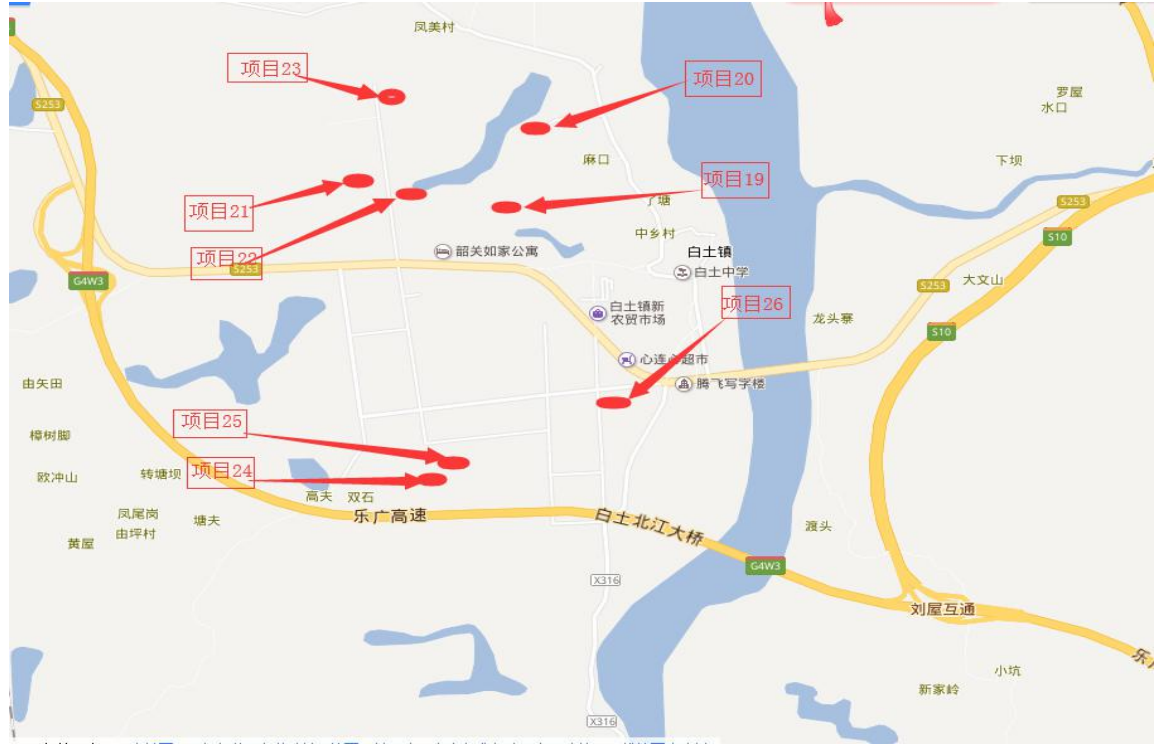 凤美村
项目23
项目20
S253
罗屋
水口
麻口
下坝
项目19
项目21
了塘
S253
中乡村
S10
项目22
S253
韶关如家公寓
白土镇
白土中学
G4W3
大文山
S253
项目26
白土镇新
农贸市场
龙头寨
S10
心连心超市
由矢田
腾飞写字楼
项目25
樟树脚
欧冲山
转塘坝
项目24
高夫
双石
凤尾岗
塘夫
乐广高速
白土北江大桥
渡头
由坪村
黄屋
G4W3
X316
刘屋互通
乐
小坑
新家岭
X316